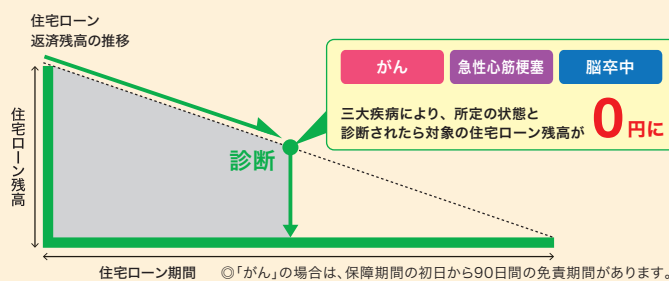 住宅ローン
返済残高の推移
がん
急性心筋梗塞
脳卒中
三大疾病により、所定の状態と
診断されたら対象の住宅ローン残高が
0円に
住宅ローン残高
診断
住宅ローン期間
◎「がん」の場合は、保障期間の初日から90日間の免責期間があります。